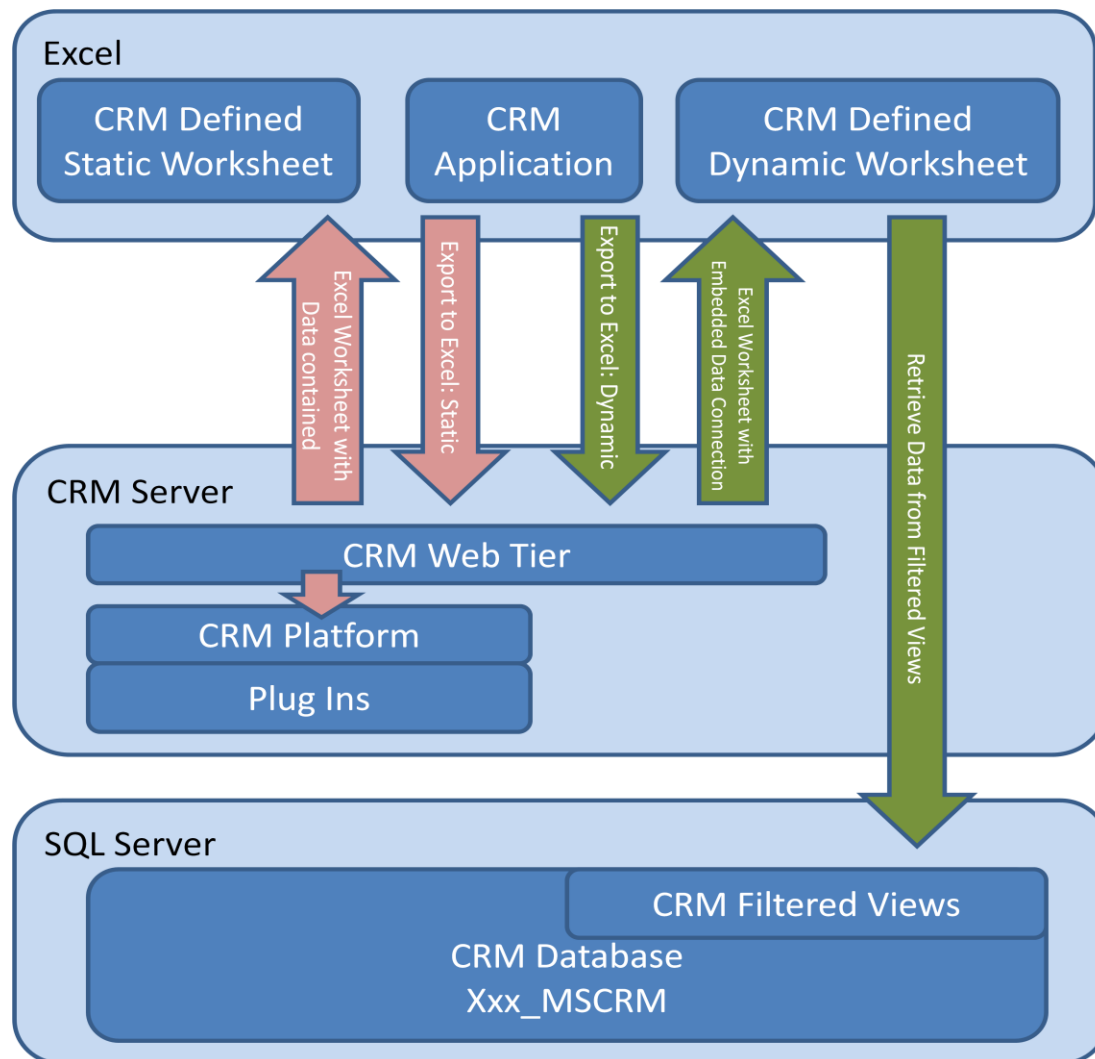 Excel
CRM Defined
Static Worksheet
CRM
Application
CRM Defined
Dynamic Worksheet
Excel Worksheet with
Data contained
Export to Excel: Static
Export to Excel: Dynamic
Excel Worksheet with
Embedded Data Connection
Retrieve Data from Filtered Views
CRM Server
CRM Web Tier
CRM Platform
Plug Ins
SQL Server
CRM Filtered Views
CRM Database
Xxx_MSCRM